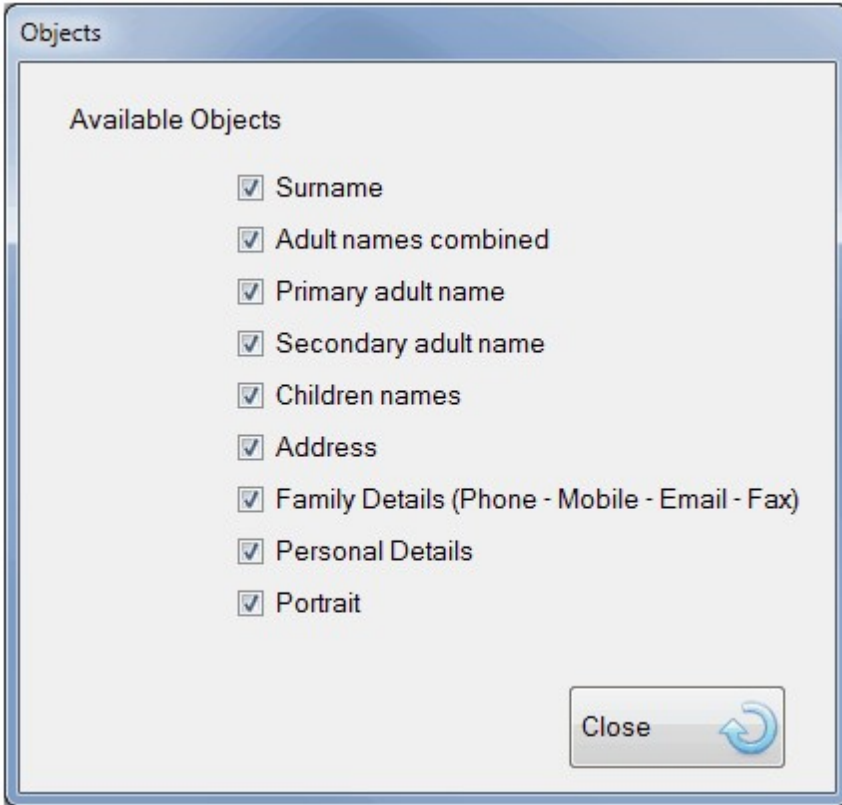 Objects
Available Objects
Surname
Adult names combined
Primary adult name
Secondary adult name
Children names
Address
Family Details (Phone - Mobile - Email - Fax)
Personal Details
Portrait
Close